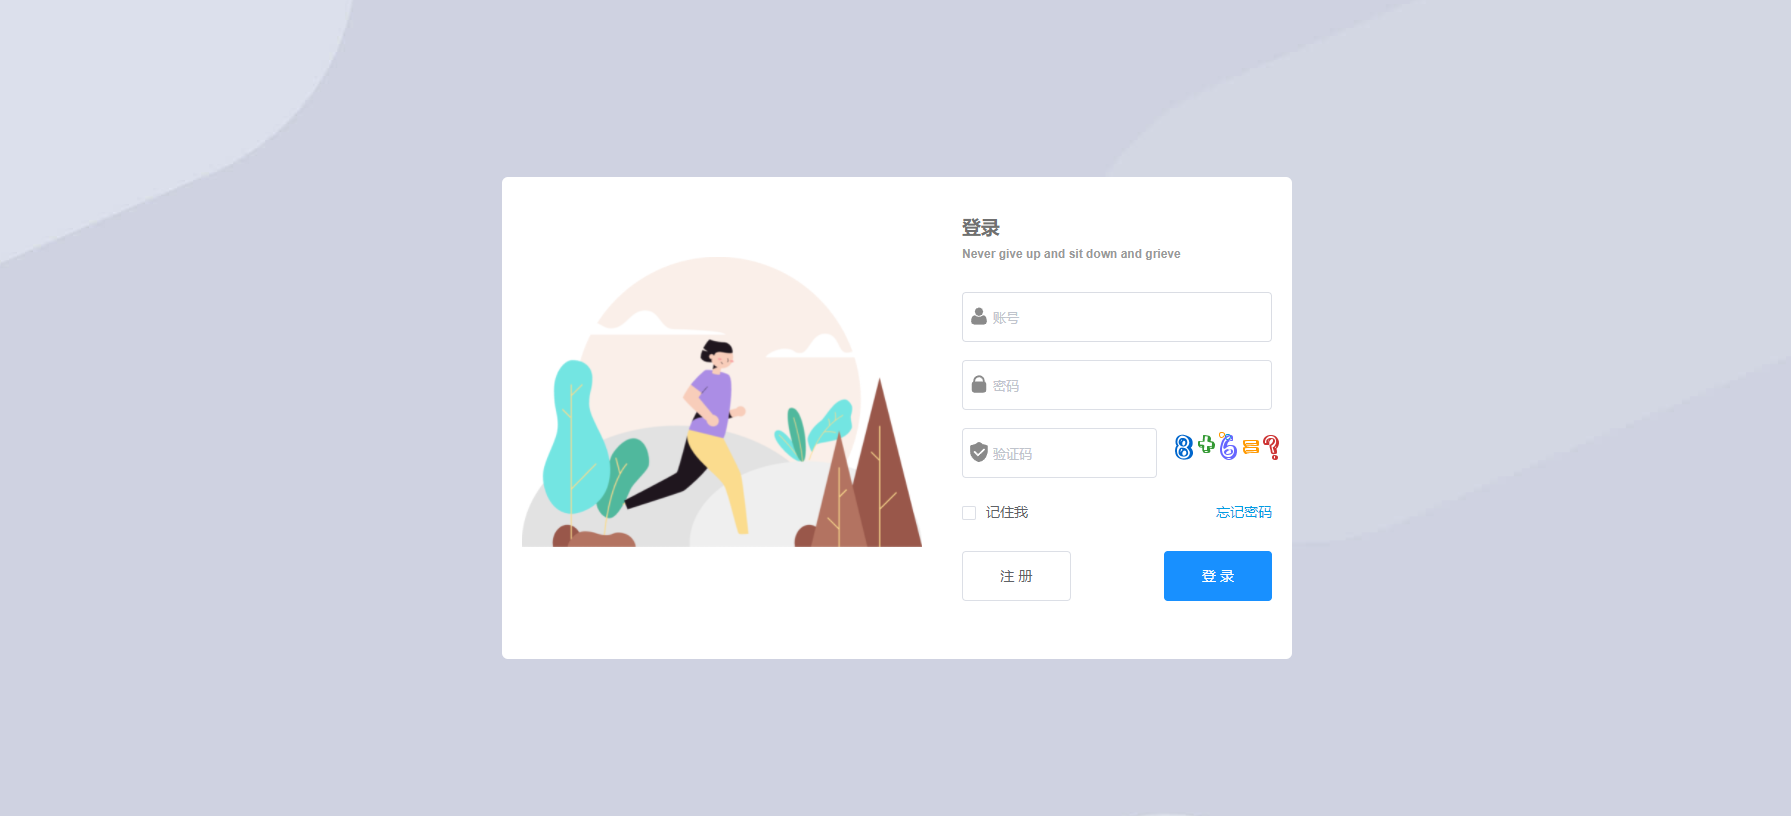 登录
Never give up and sit down and grieve
账号
密码
验证码
8+6=?
记住我
忘记密码
注 册
登 录